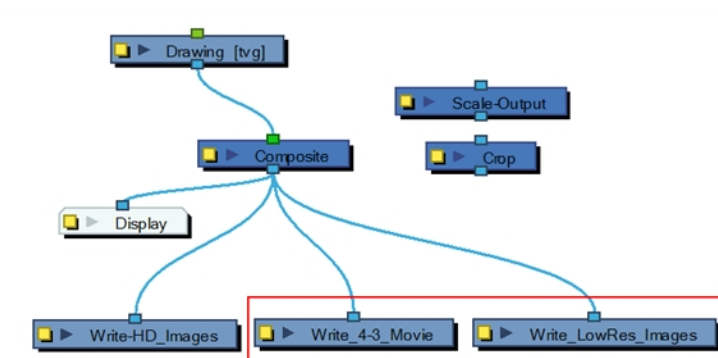 Drawing [tvg]
Scale-Output
Composite
Crop
Display
Write-HD_Images
Write_4-3_Movie
Write_LowRes_Images